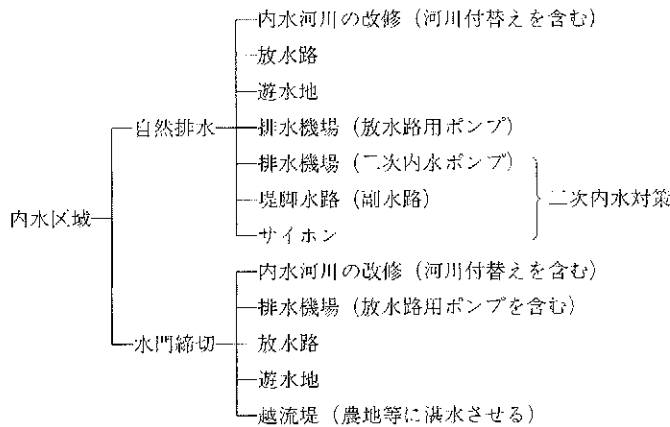 内水河川の改修（河川付替えを含む）
放水路
遊水地
自然排水
排水機場（放水路用ポンプ）
排水機場（二次内水ポンプ）
堤脚水路（副水路）
二次内水対策
内水区域
サイホン
内水河川の改修（河川付替えを含む）
排水機場（放水路用ポンプを含む）
水門締切
放水路
遊水地
越流堤（農地等に湛水させる）